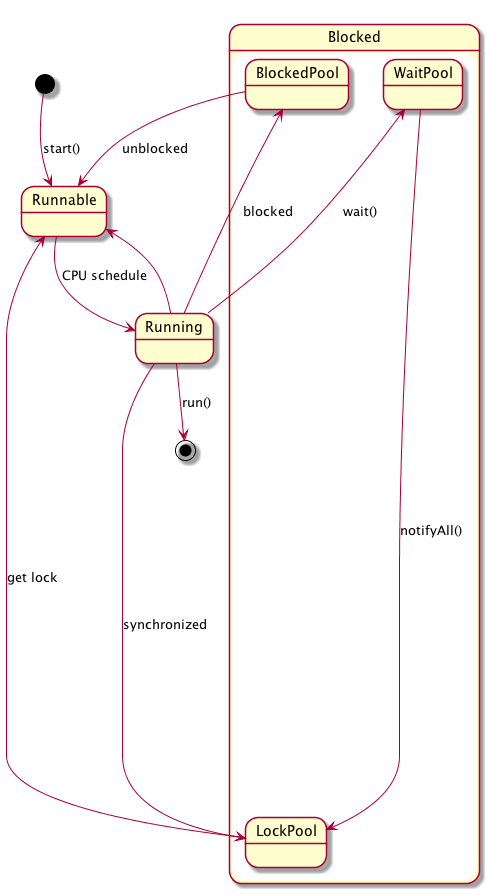 Blocked
BlockedPool
WaitPool
start()
unblocked
Runnable
blocked
wait()
CPU schedule
Running
run()
notifyAll()
get lock
synchronized
LockPool